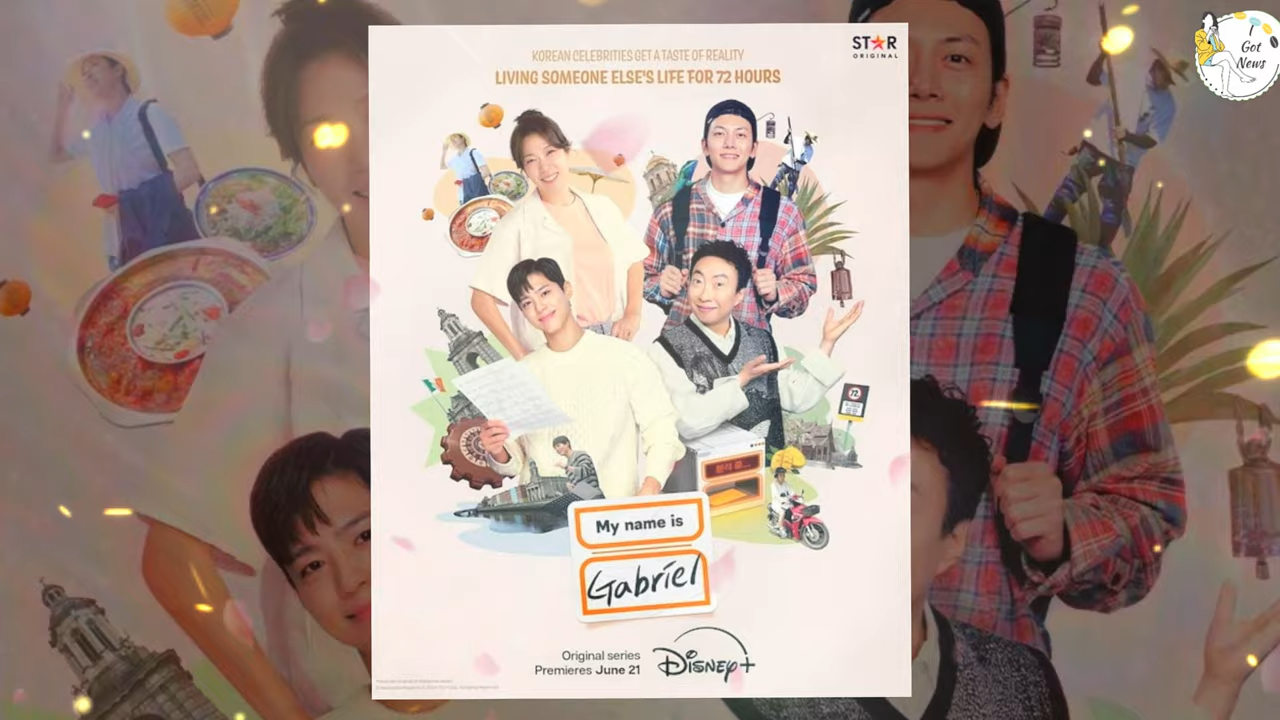 KOREAN CELEBRITIES GET A TASTE OF REALITY
LIVING SOMEONE ELSE'S LIFE FOR 72 HOURS
STAR
ORIGINAL
I
Got
News
72
My name is
Gabriel
Original series
Premieres June 21
Disney+